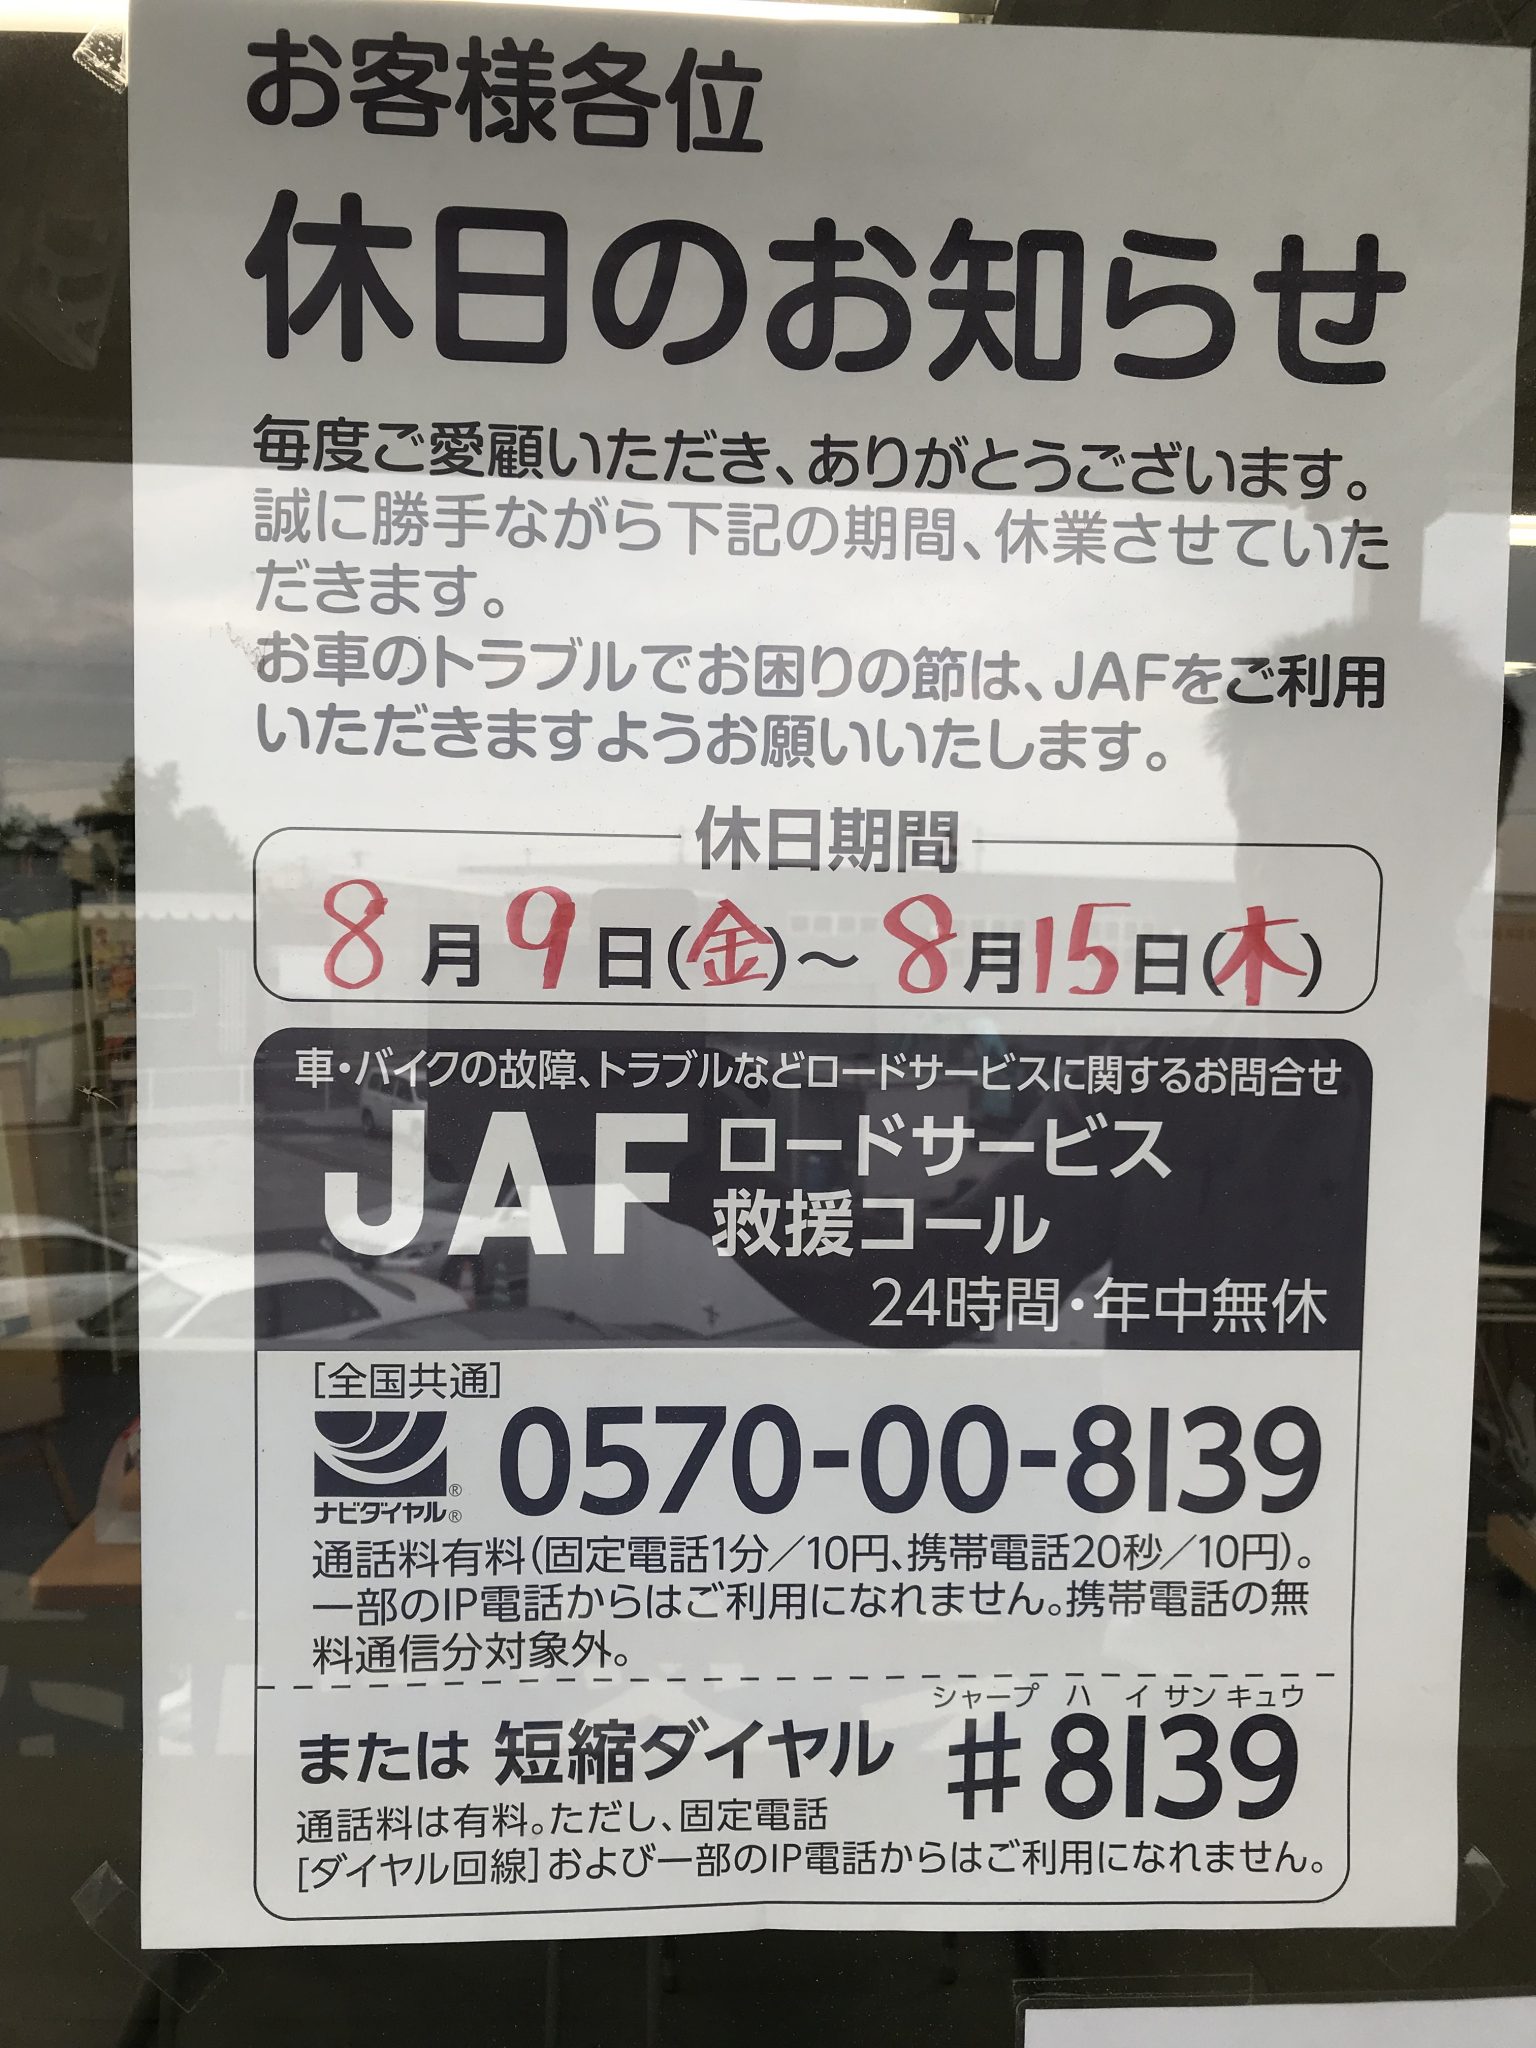 お客様各位
休日のお知らせ
毎度ご愛顧いただき、ありがとうございます。
誠に勝手ながら下記の期間、休業させていた
だきます。
お車のトラブルでお困りの節は、JAFをご利用
いただきますようお願いいたします。
休日期間
8月9日(金)～8月15日(木)
車・バイクの故障、トラブルなどロードサービスに関するお問合せ
JAF ロードサービス
救援コール
24時間・年中無休
[全国共通]
0570-00-8139
ナビダイヤル®
通話料有料(固定電話1分/10円、携帯電話20秒/10円)。
一部のIP電話からはご利用になれません。携帯電話の無
料通信分対象外。
シャープ ハ イ サン キュウ
または 短縮ダイヤル #8139
通話料は有料。ただし、固定電話
[ダイヤル回線]および一部のIP電話からはご利用になれません。